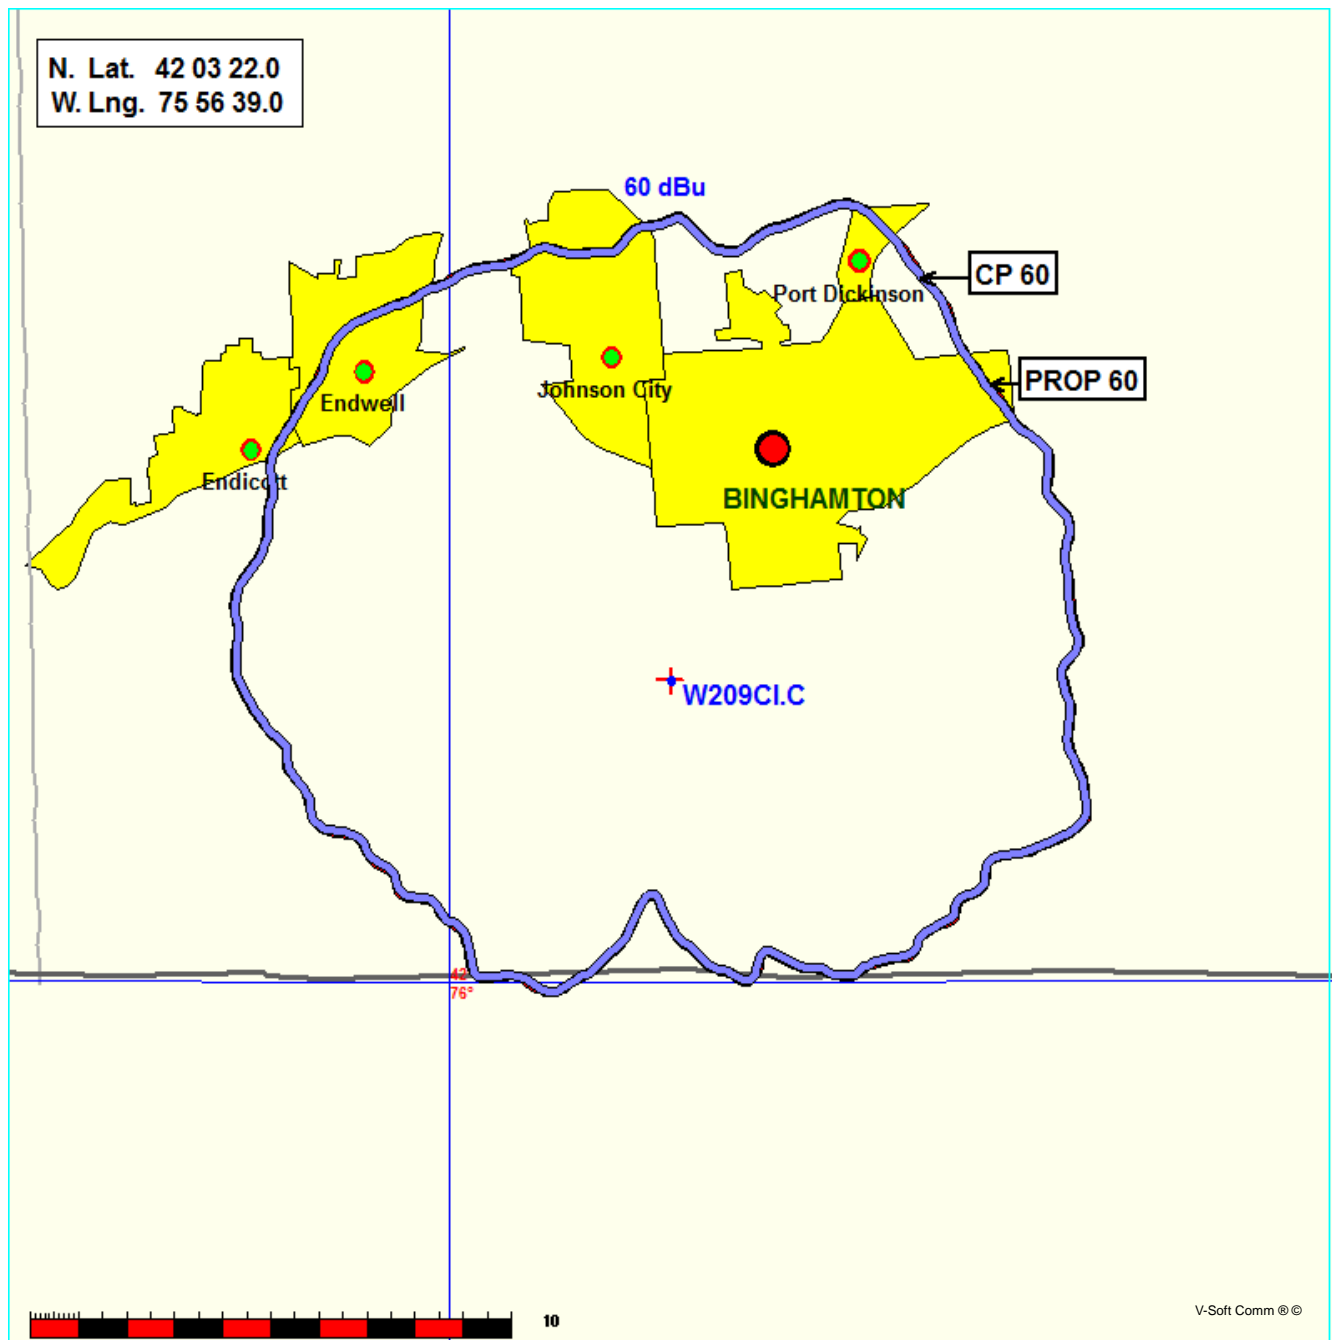 N. Lat. 42 03 22.0
W. Lng. 75 56 39.0
60 dBu
CP 60
Port Dickinson
PROP 60
Johnson City
Endwell
Endicott
BINGHAMTON
W209CI.C
42
76°
10
V-Soft Comm ® ©